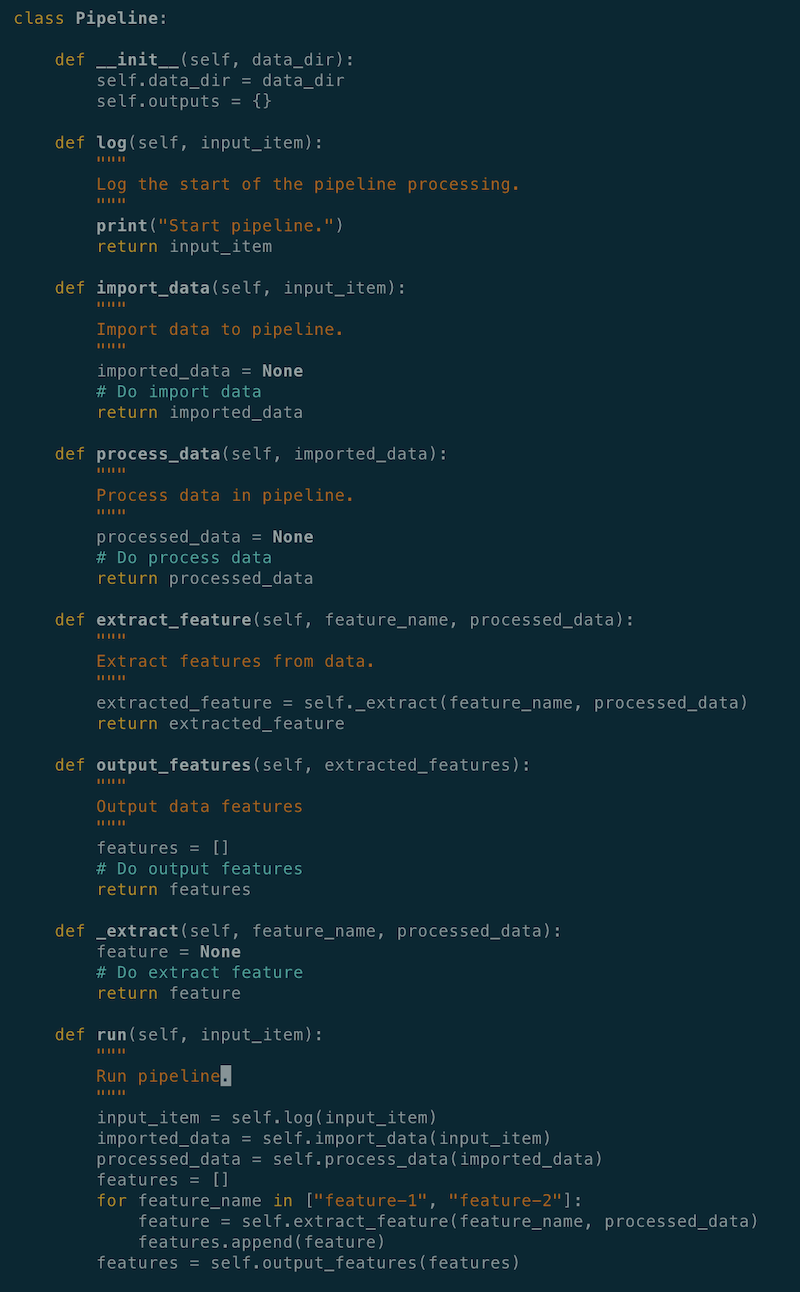 class Pipeline:
    def __init__(self, data_dir):
        self.data_dir = data_dir
        self.outputs = {}
    def log(self, input_item):
        """
        Log the start of the pipeline processing.
        """
        print("Start pipeline.")
        return input_item
    def import_data(self, input_item):
        """
        Import data to pipeline.
        """
        imported_data = None
        # Do import data
        return imported_data
    def process_data(self, imported_data):
        """
        Process data in pipeline.
        """
        processed_data = None
        # Do process data
        return processed_data
    def extract_feature(self, feature_name, processed_data):
        """
        Extract features from data.
        """
        extracted_feature = self._extract(feature_name, processed_data)
        return extracted_feature
    def output_features(self, extracted_features):
        """
        Output data features
        """
        features = []
        # Do output features
        return features
    def _extract(self, feature_name, processed_data):
        feature = None
        # Do extract feature
        return feature
    def run(self, input_item):
        """
        Run pipeline.
        """
        input_item = self.log(input_item)
        imported_data = self.import_data(input_item)
        processed_data = self.process_data(imported_data)
        features = []
        for feature_name in ["feature-1", "feature-2"]:
            feature = self.extract_feature(feature_name, processed_data)
            features.append(feature)
        features = self.output_features(features)